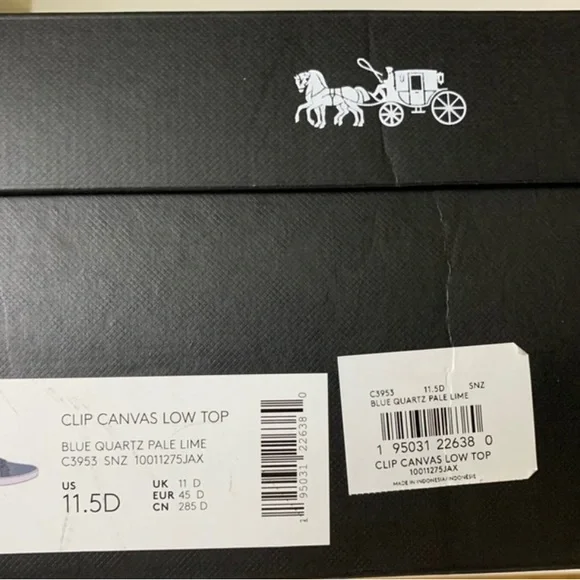 CLIP CANVAS LOW TOP
BLUE QUARTZ PALE LIME
C3953 SNZ 10011275JAX
US
11.5D
UK 11 D
EUR 45 D
CN 285 D
1 95031 22638 0
C3953 11.5D SNZ
BLUE QUARTZ PALE LIME
1 95031 22638 0
CLIP CANVAS LOW TOP
10011275JAX
MADE IN INDONESIA/ INDONESIE